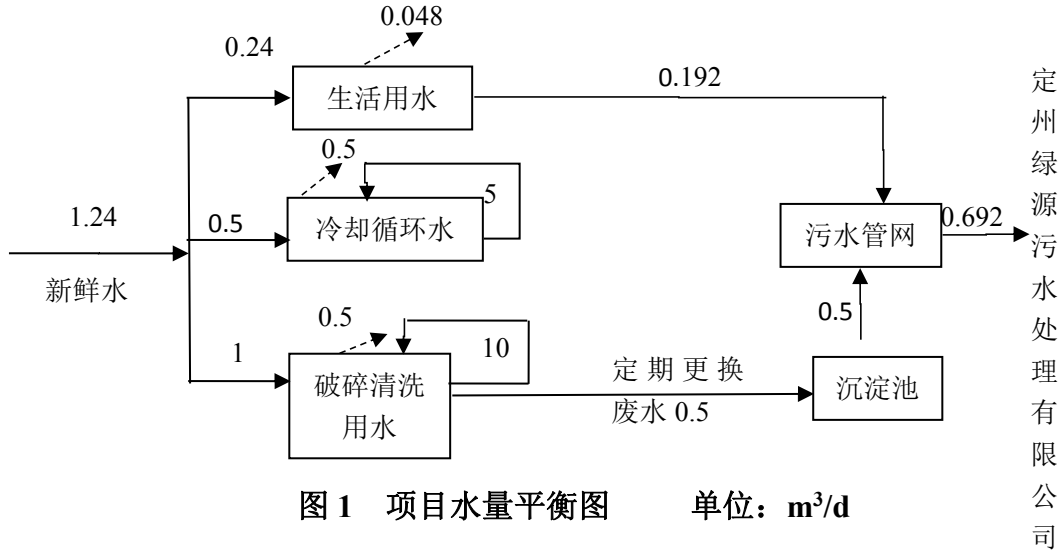 0.048
0.24
生活用水
0.192
0.5
5
1.24
0.5
冷却循环水
污水管网
0.692
新鲜水
0.5
0.5
10
1
破碎清洗
用水
定期更换
废水 0.5
沉淀池
定州绿源污水处理有限公司
图 1 项目水量平衡图 单位：m³/d